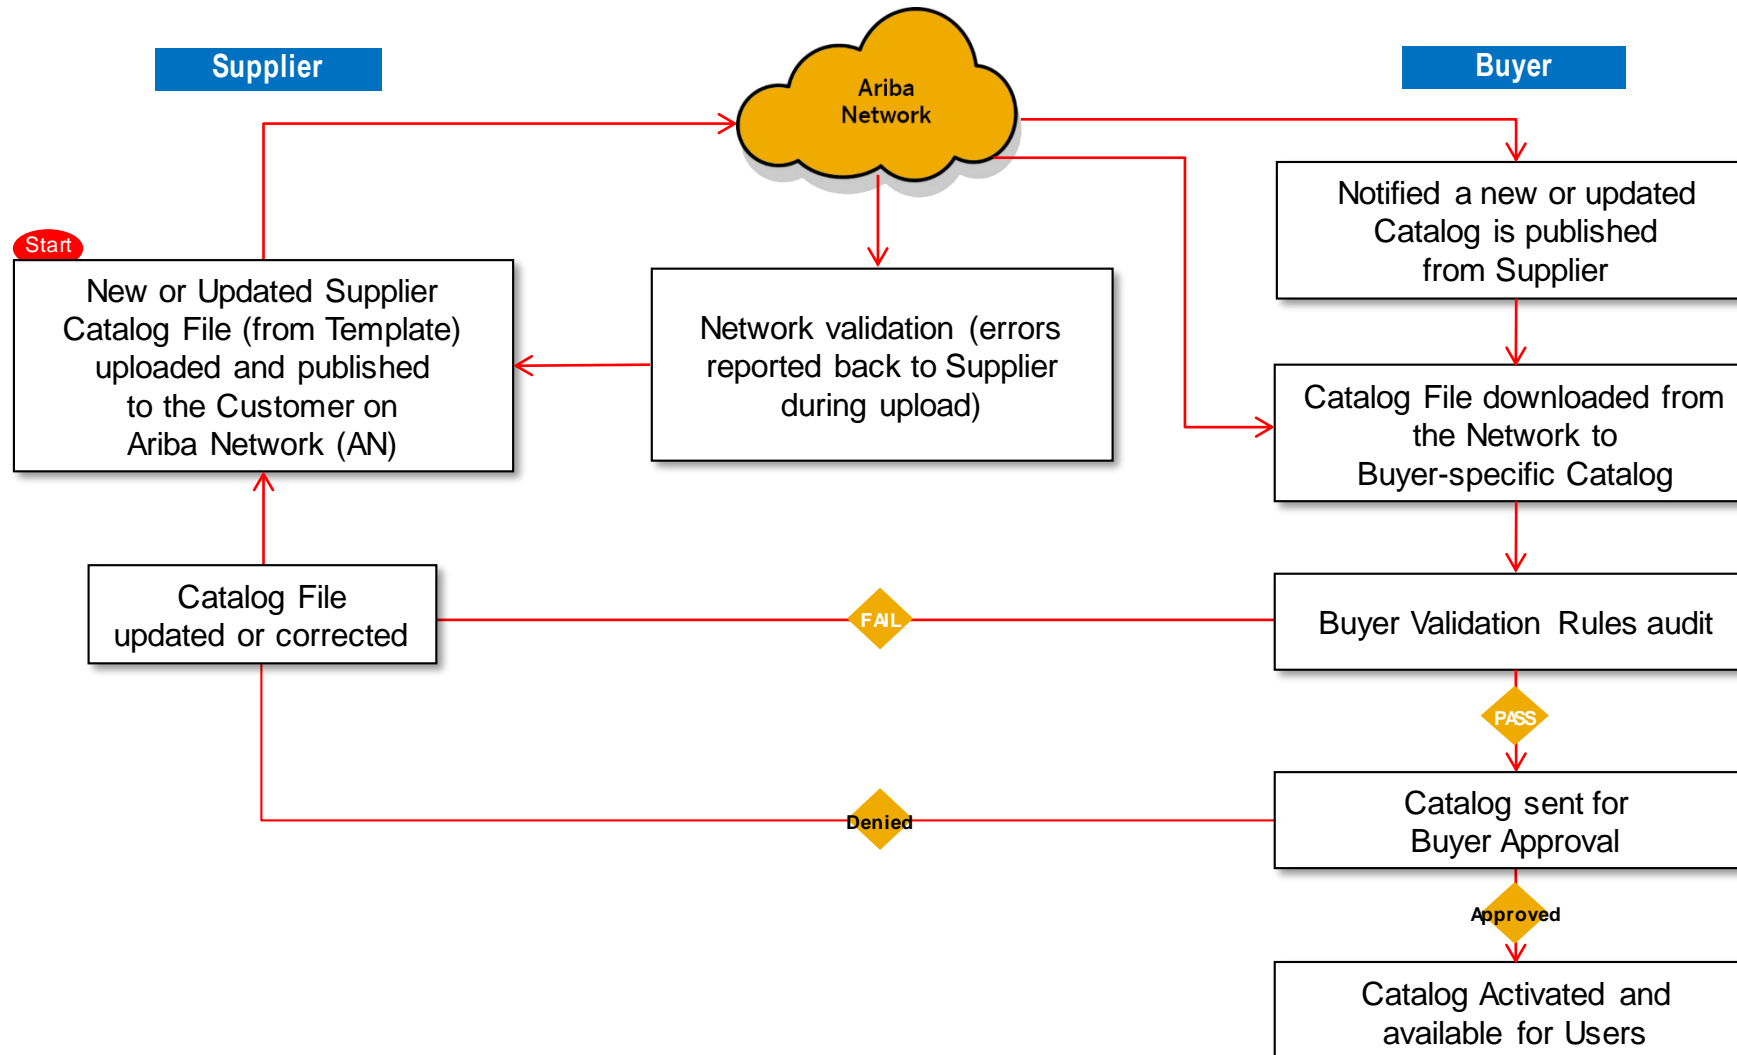 Supplier
Ariba
Network
Buyer
Start
New or Updated Supplier
Catalog File (from Template)
uploaded and published
to the Customer on
Ariba Network (AN)
Network validation (errors
reported back to Supplier
during upload)
Notified a new or updated
Catalog is published
from Supplier
Catalog File downloaded from
the Network to
Buyer-specific Catalog
Catalog File
updated or corrected
FAIL
Buyer Validation Rules audit
PASS
Denied
Catalog sent for
Buyer Approval
Approved
Catalog Activated and
available for Users